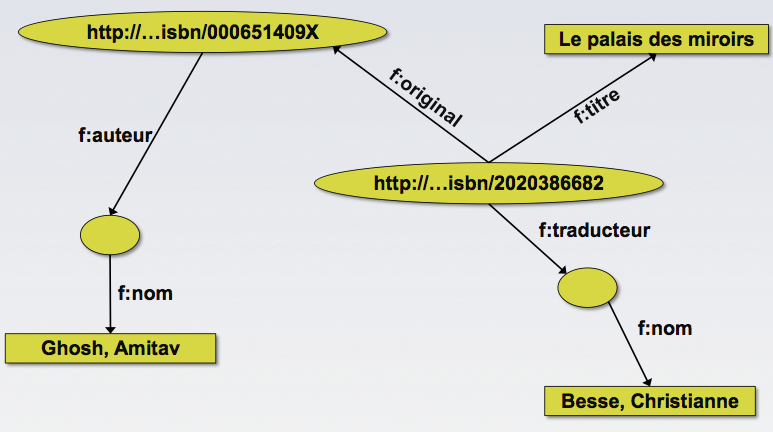 http://…isbn/000651409X
Le palais des miroirs
f:original
f:titre
f:auteur
http://…isbn/2020386682
f:traducteur
f:nom
f:nom
Ghosh, Amitav
Besse, Christianne